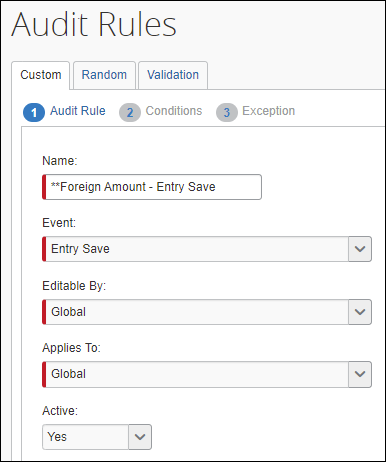 Audit Rules
Custom Random Validation
1 Audit Rule 2 Conditions 3 Exception
Name:
**Foreign Amount - Entry Save
Event:
Entry Save
Editable By:
Global
Applies To:
Global
Active:
Yes